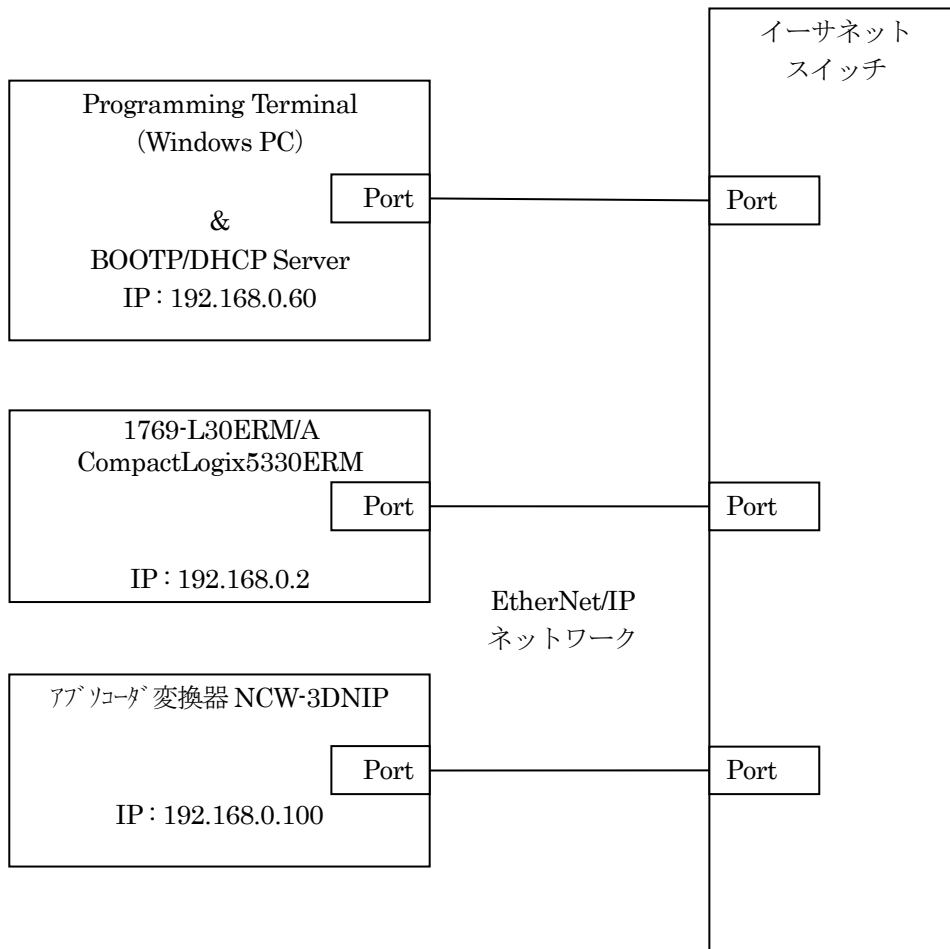 イーサネット
スイッチ
Programming Terminal
(Windows PC)
Port
Port
&
BOOTP/DHCP Server
IP：192.168.0.60
1769-L30ERM/A
CompactLogix5330ERM
Port
Port
IP：192.168.0.2
EtherNet/IP
ネットワーク
ｱﾌﾞｿｺｰﾀﾞ変換器 NCW-3DNIP
Port
Port
IP：192.168.0.100